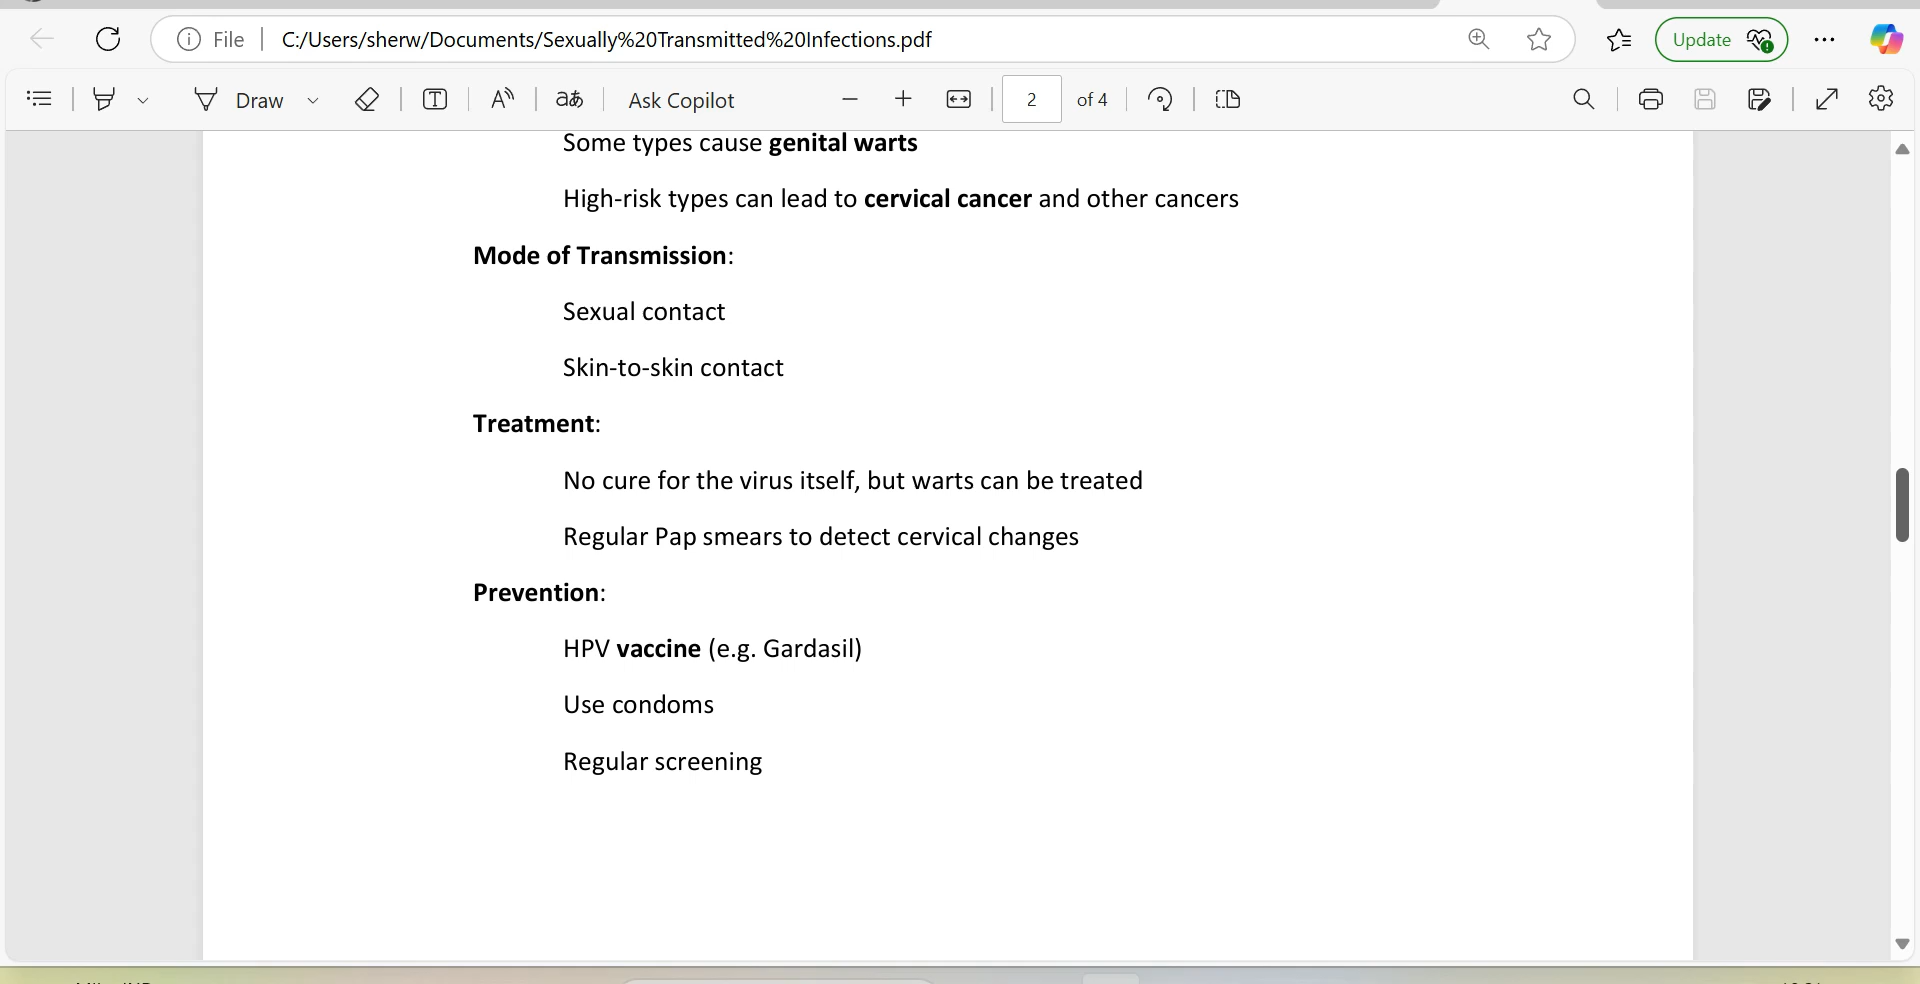 File
C:/Users/sherw/Documents/Sexually%20Transmitted%20Infections.pdf
Update
Draw
Ask Copilot
2 of 4
Some types cause genital warts
High-risk types can lead to cervical cancer and other cancers
Mode of Transmission:
Sexual contact
Skin-to-skin contact
Treatment:
No cure for the virus itself, but warts can be treated
Regular Pap smears to detect cervical changes
Prevention:
HPV vaccine (e.g. Gardasil)
Use condoms
Regular screening